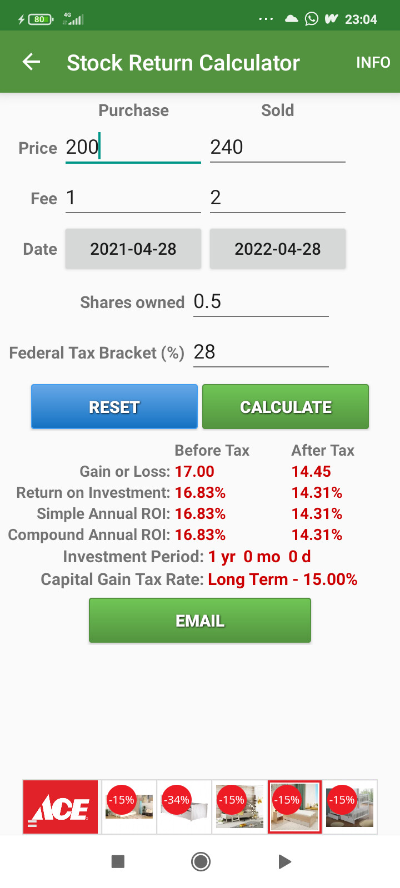 80
4G
23:04
Stock Return Calculator
INFO
Purchase Sold
Price 200 240
Fee 1 2
Date 2021-04-28 2022-04-28
Shares owned 0.5
Federal Tax Bracket (%) 28
RESET CALCULATE
Before Tax After Tax
Gain or Loss: 17.00 14.45
Return on Investment: 16.83% 14.31%
Simple Annual ROI: 16.83% 14.31%
Compound Annual ROI: 16.83% 14.31%
Investment Period: 1 yr 0 mo 0 d
Capital Gain Tax Rate: Long Term - 15.00%
EMAIL
ACE -15% -34% -15% -15% -15%